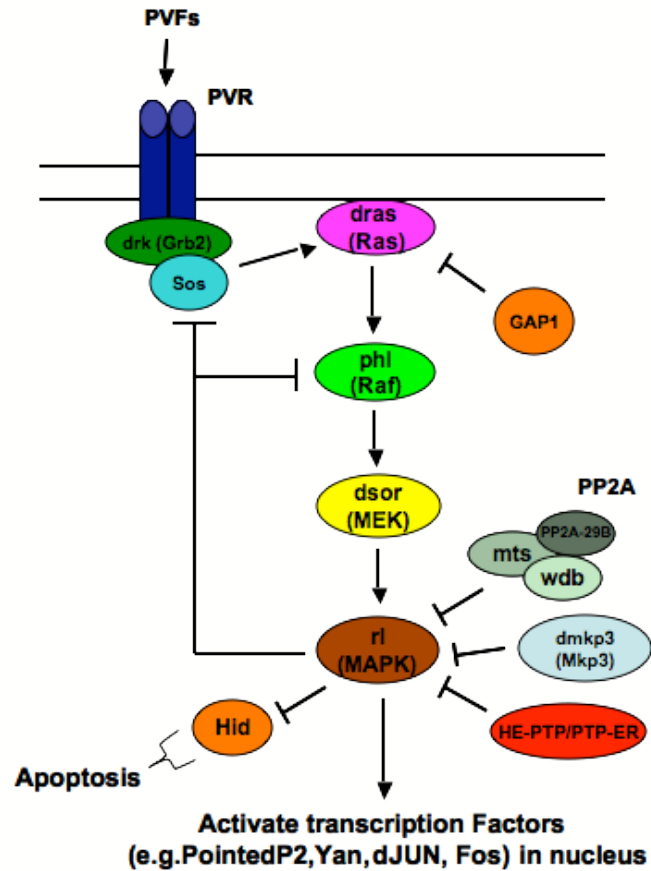 PVFs
PVR
drk (Grb2)
Sos
dras
(Ras)
GAP1
phl
(Raf)
dsor
(MEK)
PP2A
PP2A-29B
mts
wdb
rl
(MAPK)
dmkp3
(Mkp3)
HE-PTP/PTP-ER
Hid
Apoptosis
Activate transcription Factors
(e.g.PointedP2,Yan,dJUN, Fos) in nucleus